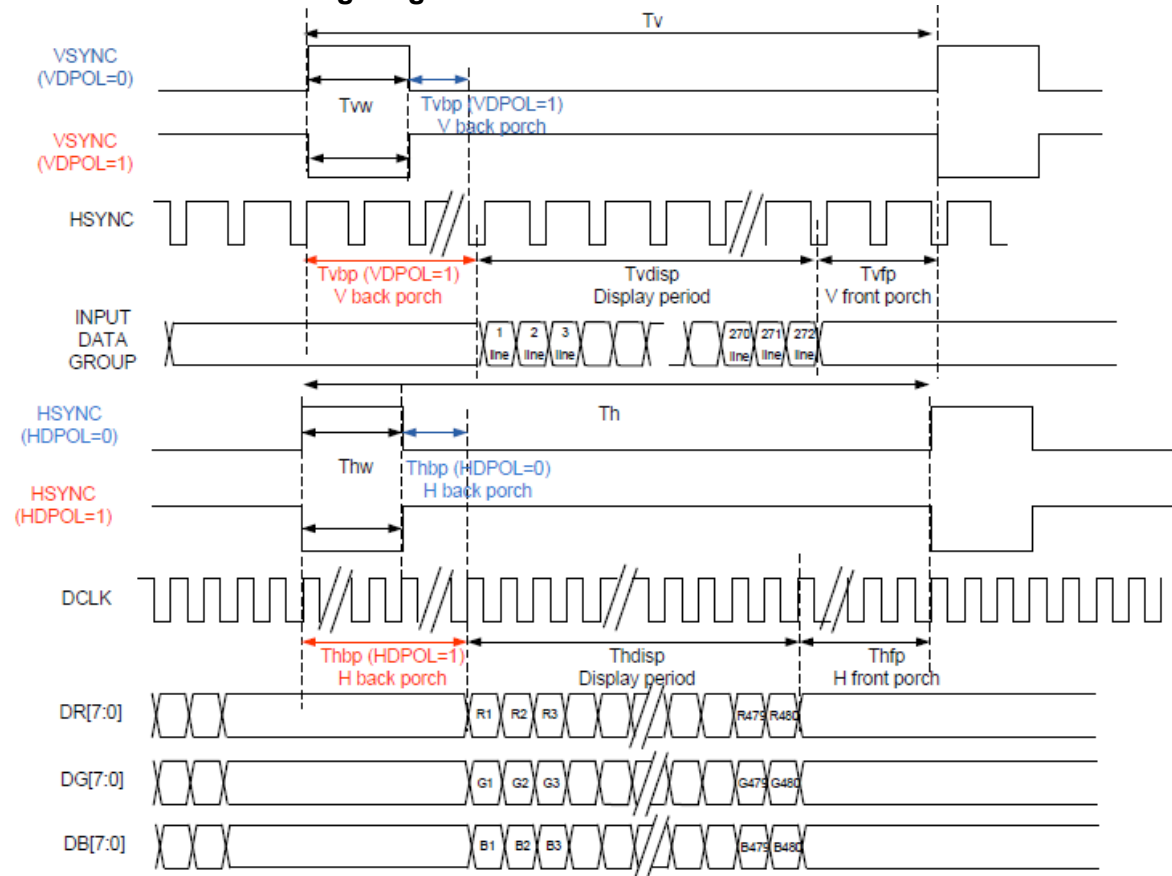 Tv
VSYNC
(VDPOL=0)
Tvw
Tvbp (VDPOL=1)
V back porch
VSYNC
(VDPOL=1)
HSYNC
Tvbp (VDPOL=1)
V back porch
Tvdisp
Display period
Tvfp
V front porch
INPUT
DATA
GROUP
1
line
2
line
3
line
270
line
271
line
272
line
HSYNC
(HDPOL=0)
Th
Thw
Thbp (HDPOL=0)
H back porch
HSYNC
(HDPOL=1)
DCLK
Thbp (HDPOL=1)
H back porch
Thdisp
Display period
Thfp
H front porch
DR[7:0]
R1 R2 R3 R479 R480
DG[7:0]
G1 G2 G3 G479 G480
DB[7:0]
B1 B2 B3 B479 B480